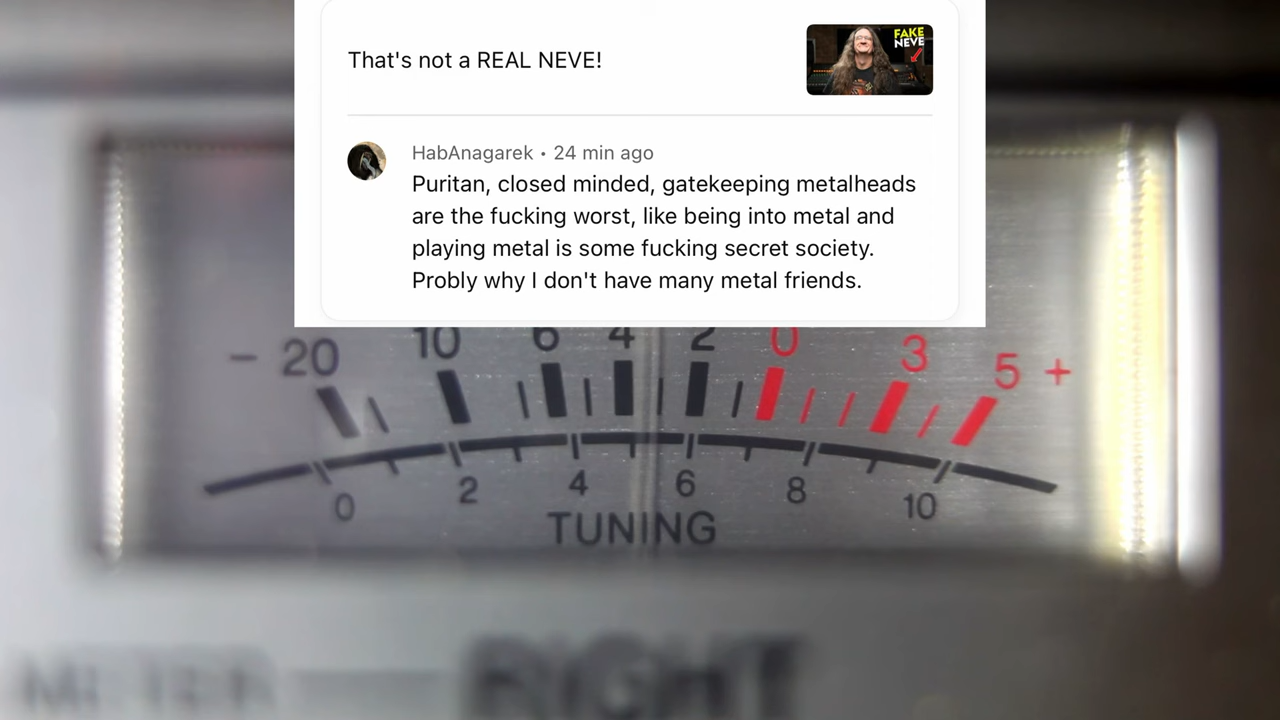 That's not a REAL NEVE!
FAKE
NEVE
HabAnagarek • 24 min ago
Puritan, closed minded, gatekeeping metalheads
are the fucking worst, like being into metal and
playing metal is some fucking secret society.
Probly why I don't have many metal friends.
- 20 10 6 4 2 0 3 5 +
0 2 4 6 8 10
TUNING
METER RIGHT